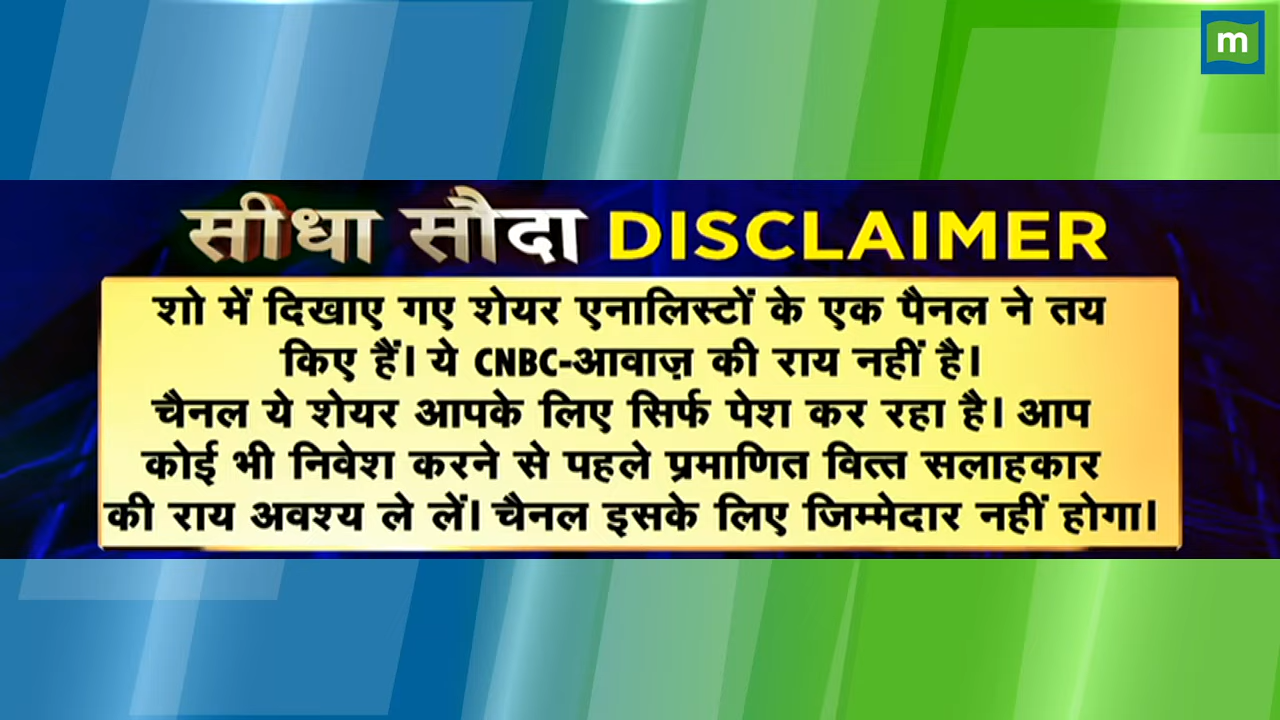 m
सीधा सौदा DISCLAIMER
शो में दिखाए गए शेयर एनालिस्टों के एक पैनल ने तय
किए हैं। ये CNBC-आवाज़ की राय नहीं है।
चैनल ये शेयर आपके लिए सिर्फ पेश कर रहा है। आप
कोई भी निवेश करने से पहले प्रमाणित वित्त सलाहकार
की राय अवश्य ले लें। चैनल इसके लिए जिम्मेदार नहीं होगा।